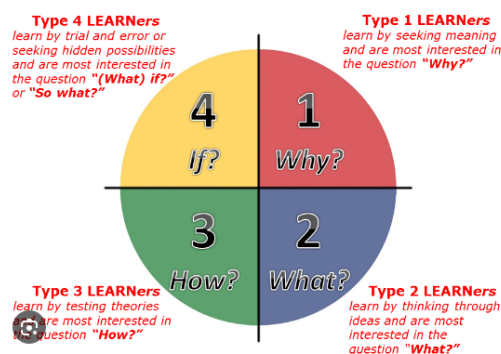 Type 4 LEARNers
learn by trial and error or
seeking hidden possibilities
and are most interested in
the question "(What) if?"
or "So what?"
Type 1 LEARNers
learn by seeking meaning
and are most interested in
the question "Why?"
4
If?
1
Why?
3
How?
2
What?
Type 3 LEARNers
learn by testing theories
are most interested in
question "How?"
Type 2 LEARNers
learn by thinking through
ideas and are most
interested in the
question "What?"